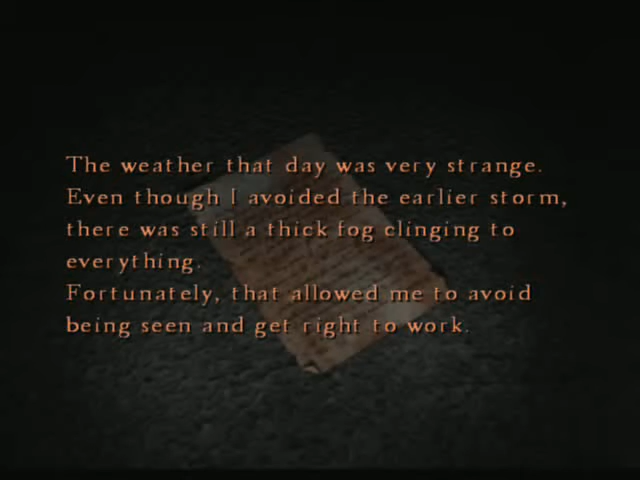 The weather that day was very strange.
Even though I avoided the earlier storm,
there was still a thick fog clinging to
everything.
Fortunately, that allowed me to avoid
being seen and get right to work.